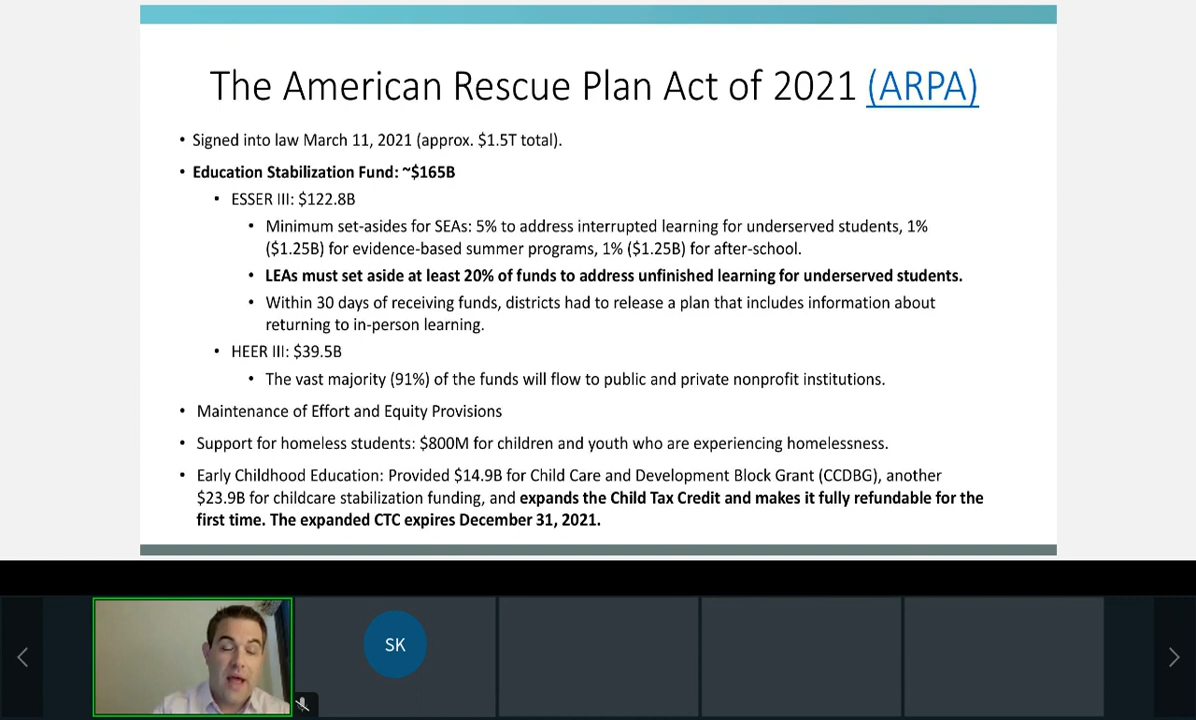 The American Rescue Plan Act of 2021 (ARPA)
• Signed into law March 11, 2021 (approx. $1.5T total).
• Education Stabilization Fund: ~$165B
• ESSER III: $122.8B
• Minimum set-asides for SEAs: 5% to address interrupted learning for underserved students, 1%
($1.25B) for evidence-based summer programs, 1% ($1.25B) for after-school.
• LEAs must set aside at least 20% of funds to address unfinished learning for underserved students.
• Within 30 days of receiving funds, districts had to release a plan that includes information about
returning to in-person learning.
• HEER III: $39.5B
• The vast majority (91%) of the funds will flow to public and private nonprofit institutions.
• Maintenance of Effort and Equity Provisions
• Support for homeless students: $800M for children and youth who are experiencing homelessness.
• Early Childhood Education: Provided $14.9B for Child Care and Development Block Grant (CCDBG), another
$23.9B for childcare stabilization funding, and expands the Child Tax Credit and makes it fully refundable for the
first time. The expanded CTC expires December 31, 2021.
SK